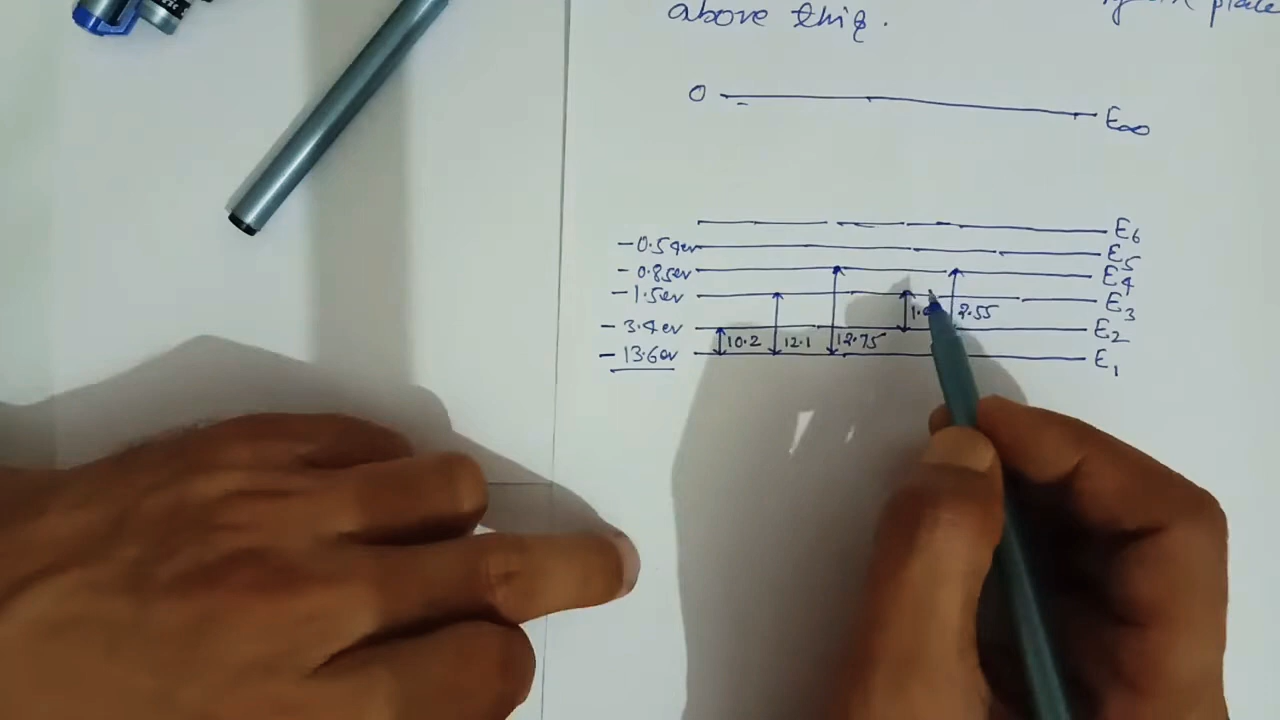 plate
above this.
0 E∞
E6
-0.54ev E5
-0.85ev E4
-1.5ev E3
2.55
-3.4ev E2
10.2 12.1 12.75
-13.6ev E1